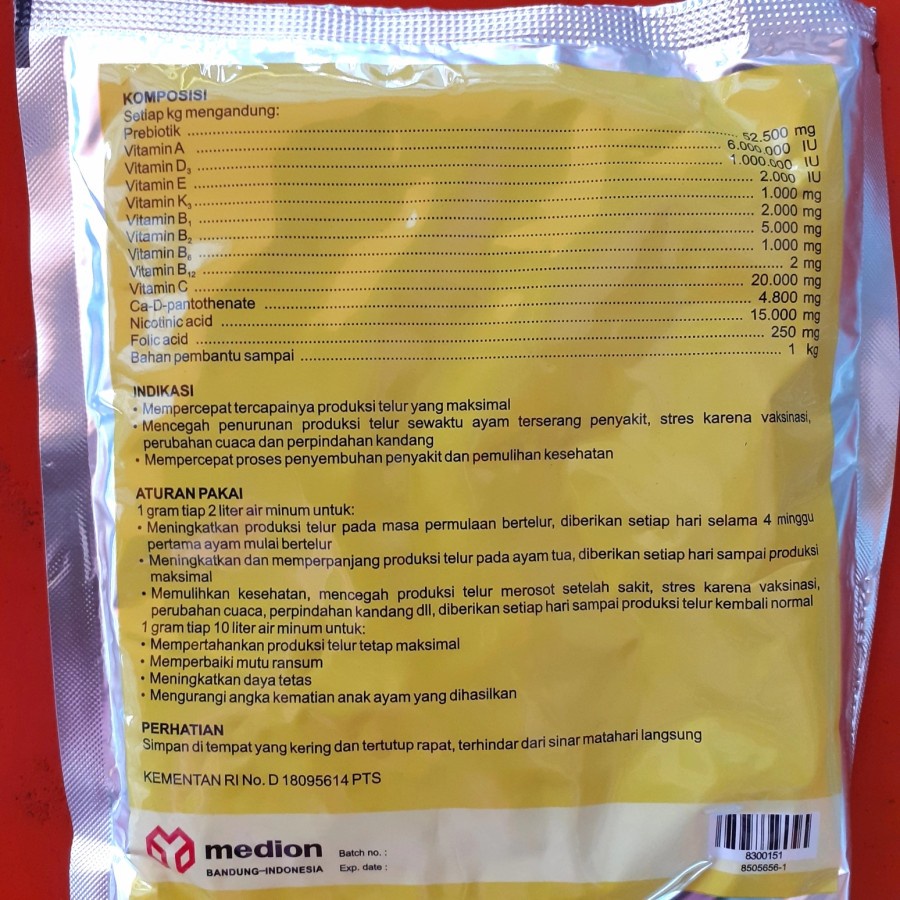 KOMPOSISI
Setiap kg mengandung:
Prebiotik ........ 52.500 mg
Vitamin A ........ 6.000.000 IU
Vitamin D3 ........ 1.000.000 IU
Vitamin E ........ 2.000 IU
Vitamin K3 ........ 1.000 mg
Vitamin B1 ........ 2.000 mg
Vitamin B2 ........ 5.000 mg
Vitamin B6 ........ 1.000 mg
Vitamin B12 ........ 2 mg
Vitamin C ........ 20.000 mg
Ca-D-pantothenate ........ 4.800 mg
Nicotinic acid ........ 15.000 mg
Folic acid ........ 250 mg
Bahan pembantu sampai ........ 1 kg
INDIKASI
• Mempercepat tercapainya produksi telur yang maksimal
• Mencegah penurunan produksi telur sewaktu ayam terserang penyakit, stres karena vaksinasi,
perubahan cuaca dan perpindahan kandang
• Mempercepat proses penyembuhan penyakit dan pemulihan kesehatan
ATURAN PAKAI
1 gram tiap 2 liter air minum untuk:
• Meningkatkan produksi telur pada masa permulaan bertelur, diberikan setiap hari selama 4 minggu
pertama ayam mulai bertelur
• Meningkatkan dan memperpanjang produksi telur pada ayam tua, diberikan setiap hari sampai produksi
maksimal
• Memulihkan kesehatan, mencegah produksi telur merosot setelah sakit, stres karena vaksinasi,
perubahan cuaca, perpindahan kandang dll, diberikan setiap hari sampai produksi telur kembali normal
1 gram tiap 10 liter air minum untuk:
• Mempertahankan produksi telur tetap maksimal
• Memperbaiki mutu ransum
• Meningkatkan daya tetas
• Mengurangi angka kematian anak ayam yang dihasilkan
PERHATIAN
Simpan di tempat yang kering dan tertutup rapat, terhindar dari sinar matahari langsung
KEMENTAN RI No. D 18095614 PTS
medion
BANDUNG-INDONESIA
Batch no. :
Exp. date :
8300151
8505656-1